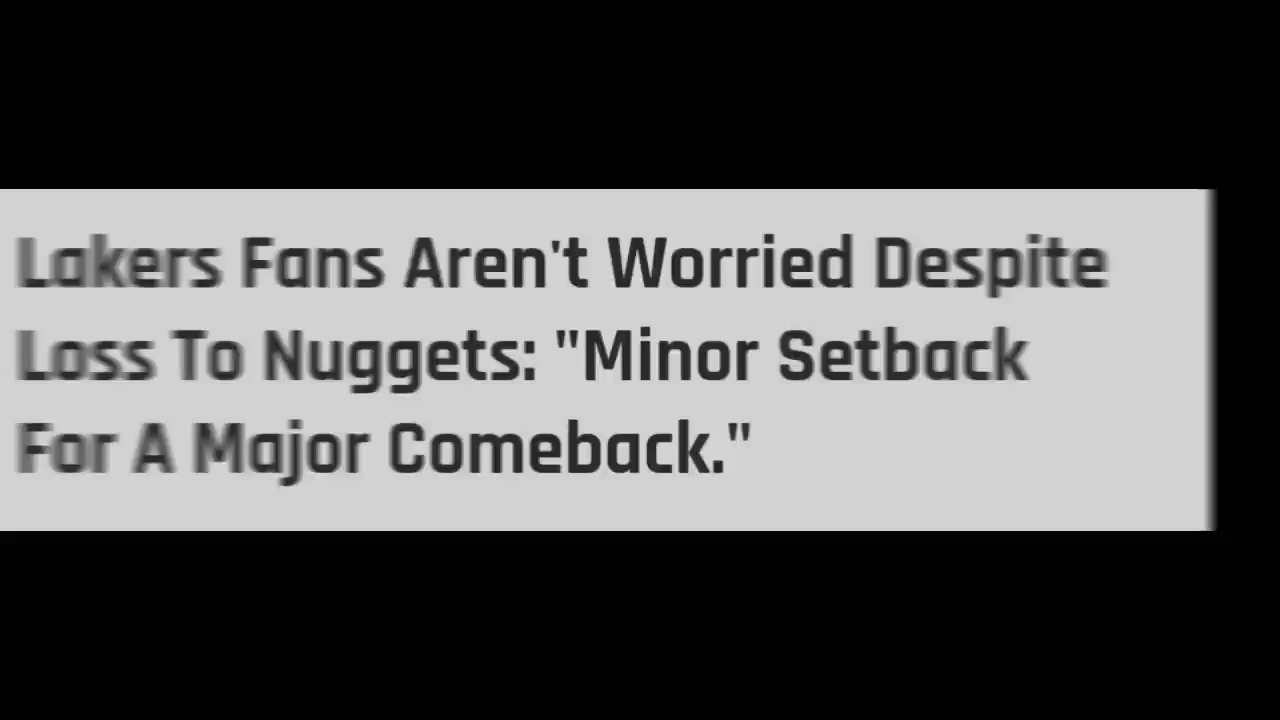 Lakers Fans Aren't Worried Despite
Loss To Nuggets: "Minor Setback
For A Major Comeback."